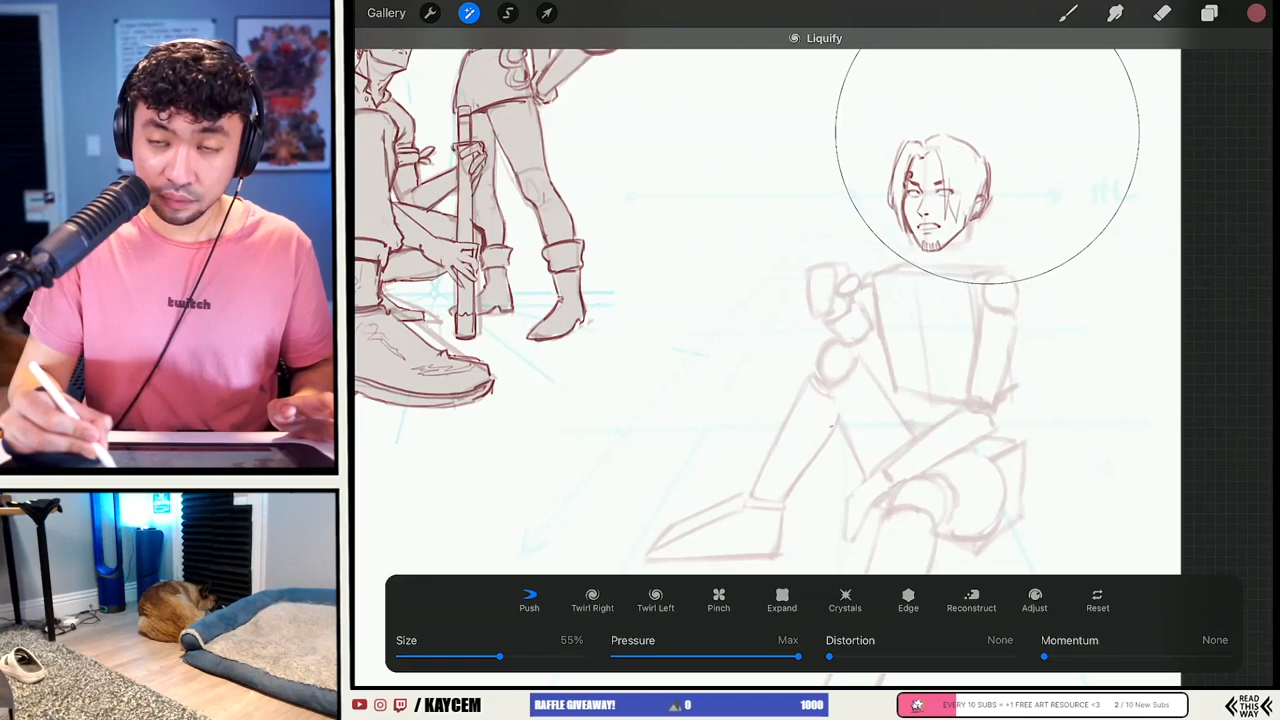 Gallery
Liquify
twitch
Push
Twirl Right
Twirl Left
Pinch
Expand
Crystals
Edge
Reconstruct
Adjust
Reset
Size 55%
Pressure Max
Distortion None
Momentum None
/ KAYCEM
RAFFLE GIVEAWAY! 0 1000
EVERY 10 SUBS = +1 FREE ART RESOURCE <3 2 / 10 New Subs
READ
THIS
WAY